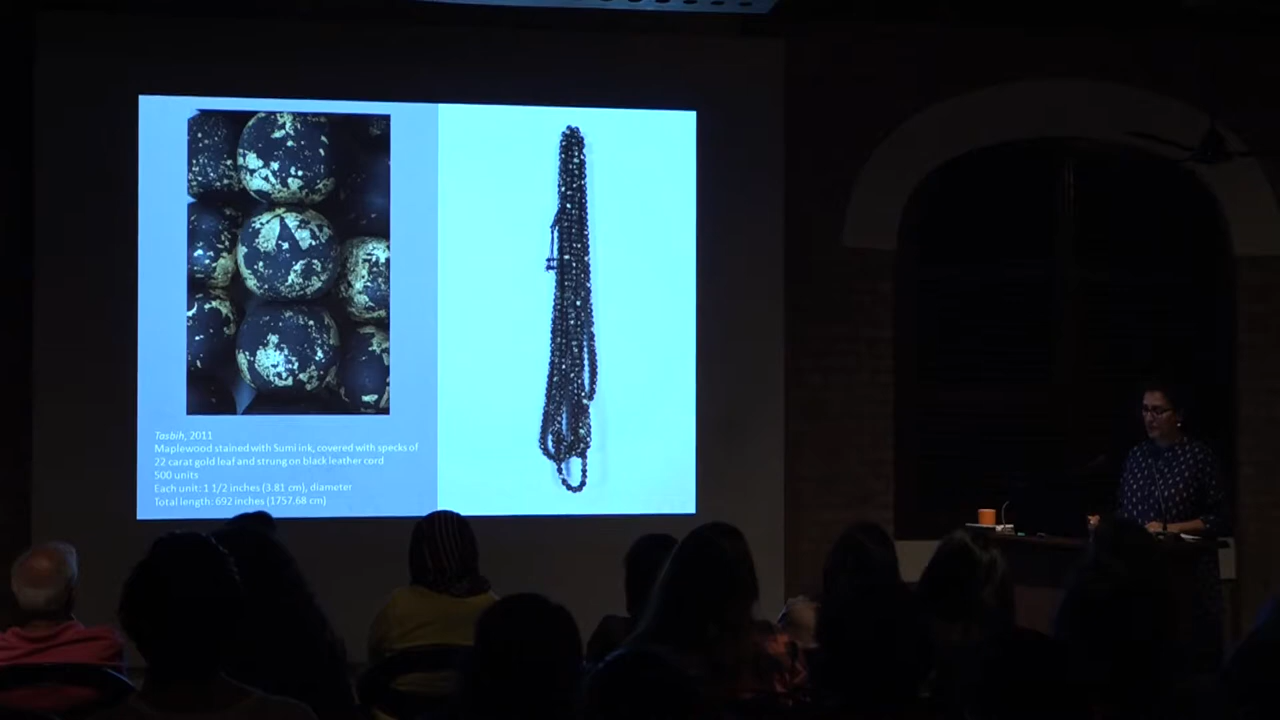 Tasbih, 2011
Maplewood stained with Sumi ink, covered with specks of
22 carat gold leaf and strung on black leather cord
500 units
Each unit: 1 1/2 inches (3.81 cm), diameter
Total length: 692 inches (1757.68 cm)